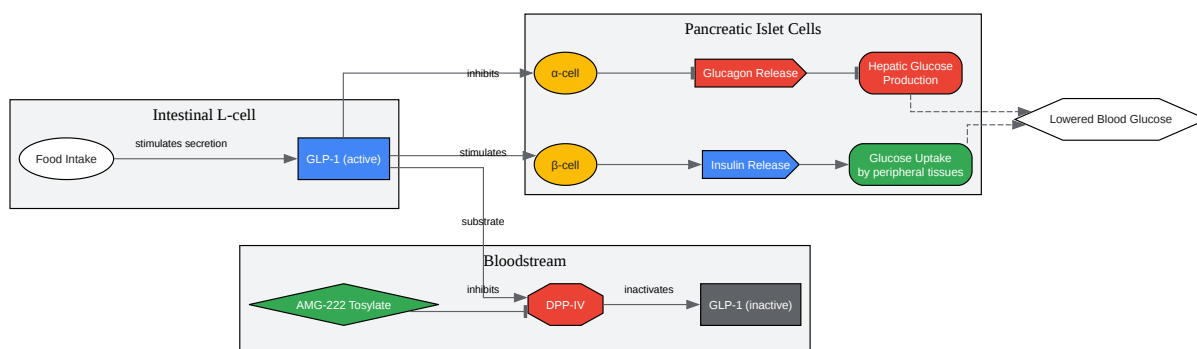 Pancreatic Islet Cells
inhibits
α-cell
Glucagon Release
Hepatic Glucose
Production
Lowered Blood Glucose
Intestinal L-cell
Food Intake
stimulates secretion
GLP-1 (active)
stimulates
β-cell
Insulin Release
Glucose Uptake
by peripheral tissues
substrate
Bloodstream
AMG-222 Tosylate
inhibits
DPP-IV
inactivates
GLP-1 (inactive)